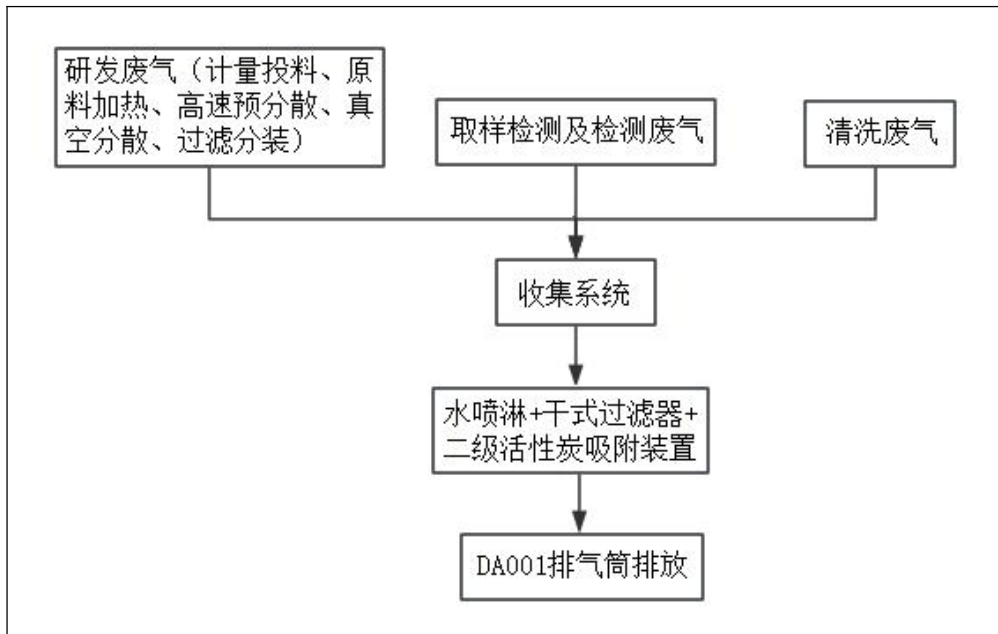 研发废气（计量投料、原
料加热、高速预分散、真
空分散、过滤分装）
取样检测及检测废气
清洗废气
收集系统
水喷淋+干式过滤器+
二级活性炭吸附装置
DA001排气筒排放